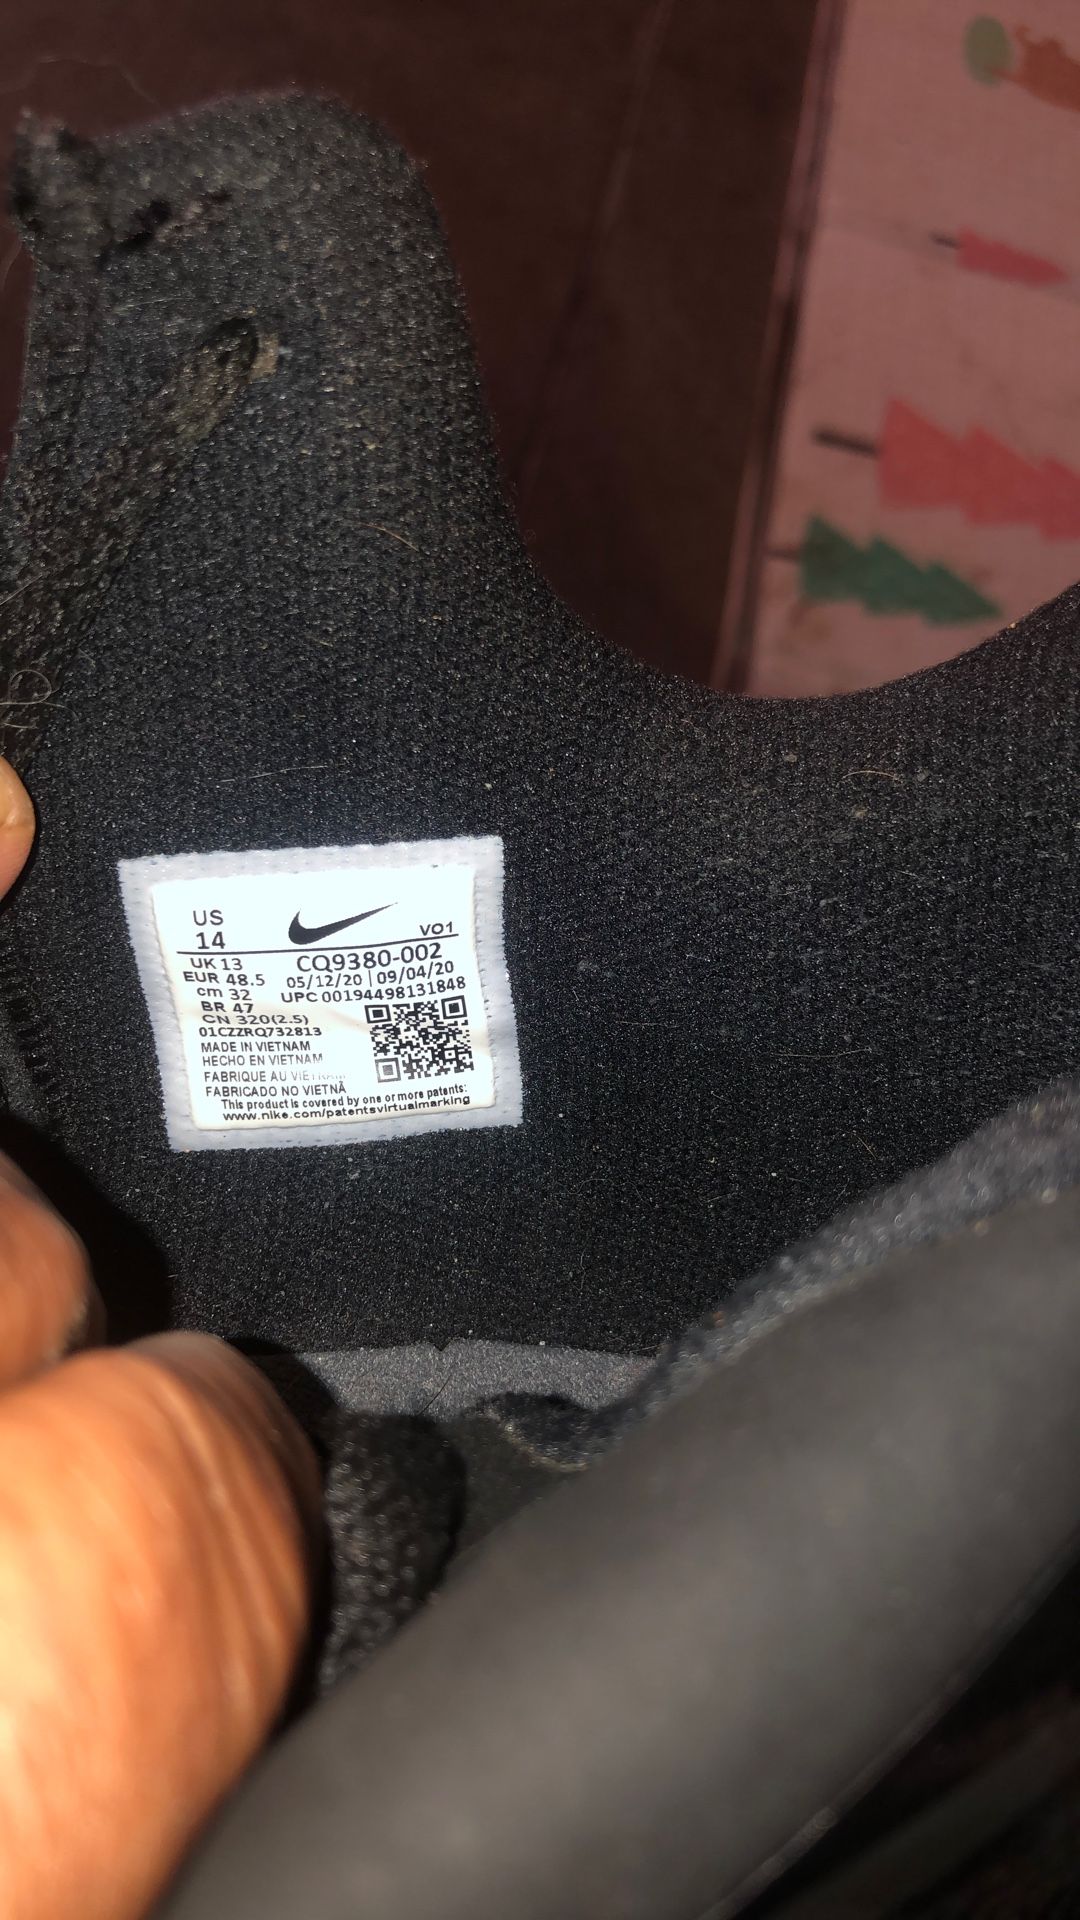 US
14
VO1
UK 13
CQ9380-002
EUR 48.5
05/12/20 | 09/04/20
cm 32
UPC 00194498131848
BR 47
CN 320(2.5)
01CZZRQ732813
MADE IN VIETNAM
HECHO EN VIETNAM
FABRIQUE AU VIETNAM
FABRICADO NO VIETNÃ
This product is covered by one or more patents:
www.nike.com/patentsvirtualmarking